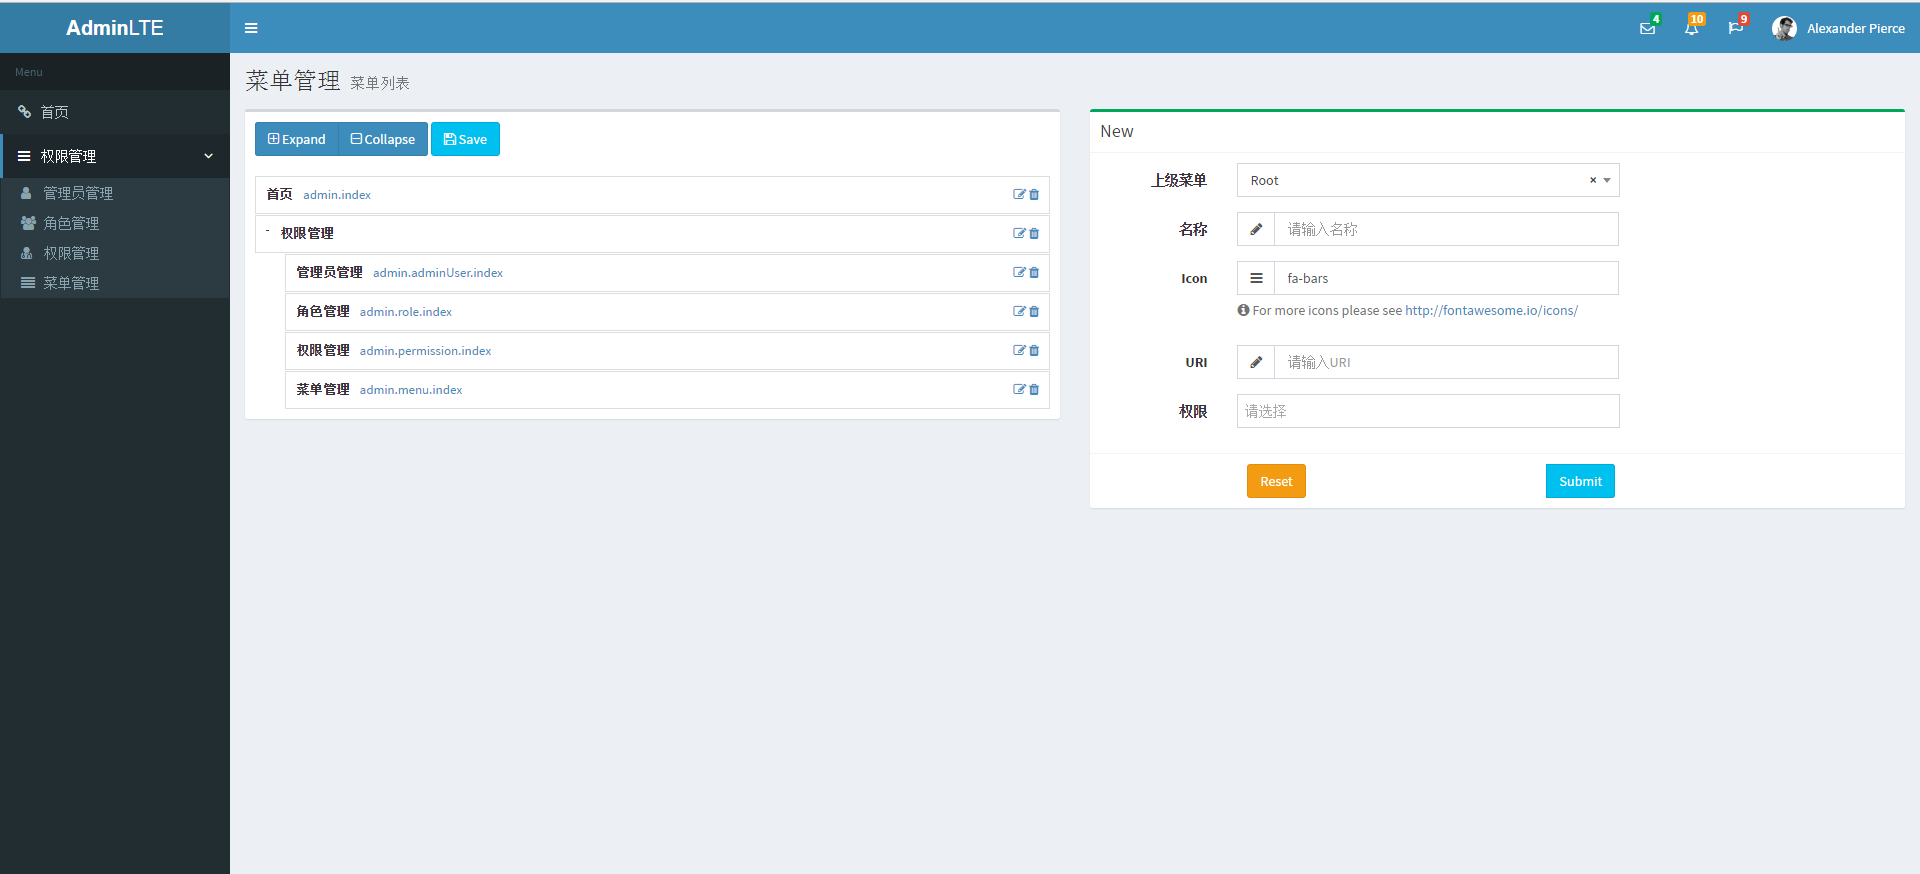 AdminLTE
4
10
9
Alexander Pierce
Menu
首页
权限管理
管理员管理
角色管理
权限管理
菜单管理
菜单管理 菜单列表
Expand Collapse Save
首页 admin.index
- 权限管理
管理员管理 admin.adminUser.index
角色管理 admin.role.index
权限管理 admin.permission.index
菜单管理 admin.menu.index
New
上级菜单 Root ×
名称 请输入名称
Icon fa-bars
For more icons please see http://fontawesome.io/icons/
URI 请输入URI
权限 请选择
Reset Submit